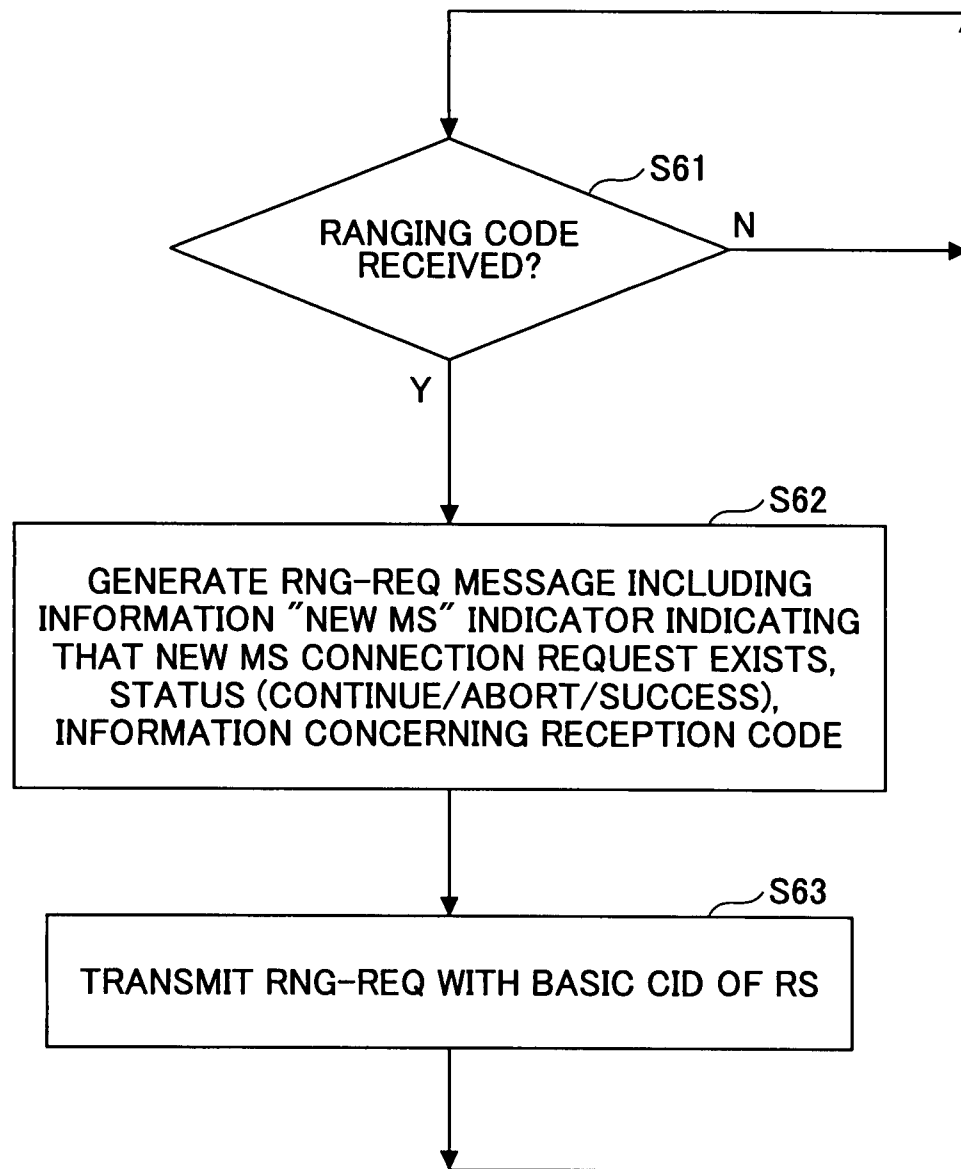 S61
RANGING CODE
RECEIVED?
N
Y
S62
GENERATE RNG-REQ MESSAGE INCLUDING
INFORMATION "NEW MS" INDICATOR INDICATING
THAT NEW MS CONNECTION REQUEST EXISTS,
STATUS (CONTINUE/ABORT/SUCCESS),
INFORMATION CONCERNING RECEPTION CODE
S63
TRANSMIT RNG-REQ WITH BASIC CID OF RS